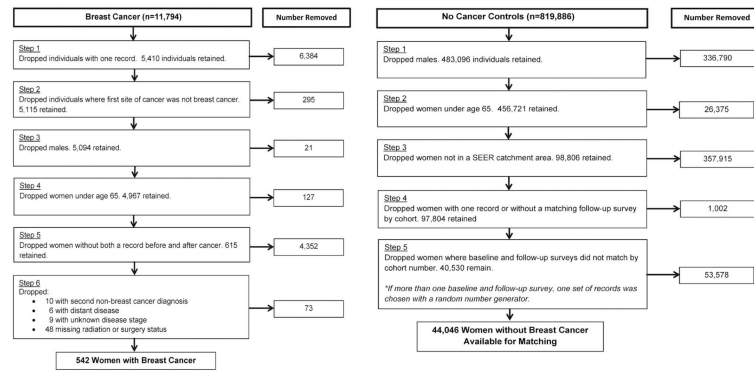 Breast Cancer (n=11,794)
Number Removed
Step 1
Dropped individuals with one record. 5,410 individuals retained.
6,384
Step 2
Dropped individuals where first site of cancer was not breast cancer.
5,115 retained.
295
Step 3
Dropped males. 5,094 retained.
21
Step 4
Dropped women under age 65. 4,967 retained.
127
Step 5
Dropped women without both a record before and after cancer. 615
retained.
4,352
Step 6
Dropped:
• 10 with second non-breast cancer diagnosis
• 6 with distant disease
• 9 with unknown disease stage
• 48 missing radiation or surgery status
73
542 Women with Breast Cancer
No Cancer Controls (n=819,886)
Number Removed
Step 1
Dropped males. 483,096 individuals retained.
336,790
Step 2
Dropped women under age 65. 456,721 retained.
26,375
Step 3
Dropped women not in a SEER catchment area. 98,806 retained.
357,915
Step 4
Dropped women with one record or without a matching follow-up survey
by cohort. 97,804 retained
1,002
Step 5
Dropped women where baseline and follow-up surveys did not match by
cohort number. 40,530 remain.
*If more than one baseline and follow-up survey, one set of records was
chosen with a random number generator.
53,578
44,046 Women without Breast Cancer
Available for Matching